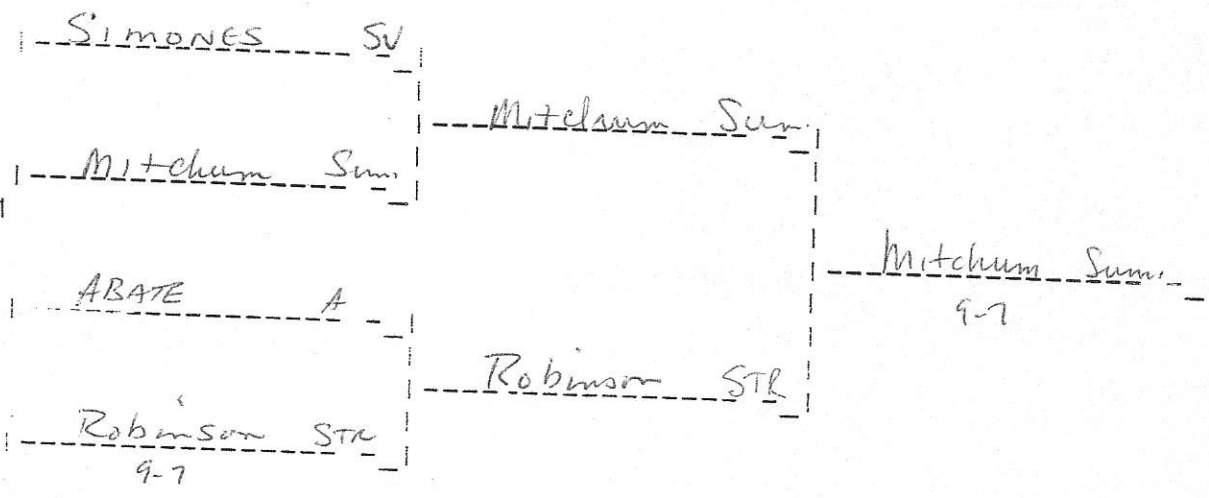 SIMONES SV
Mitchum Sum.
Mitchum Sum.
ABATE A
Mitchum Sum.
9-7
Robinson STR
Robinson STR
9-7